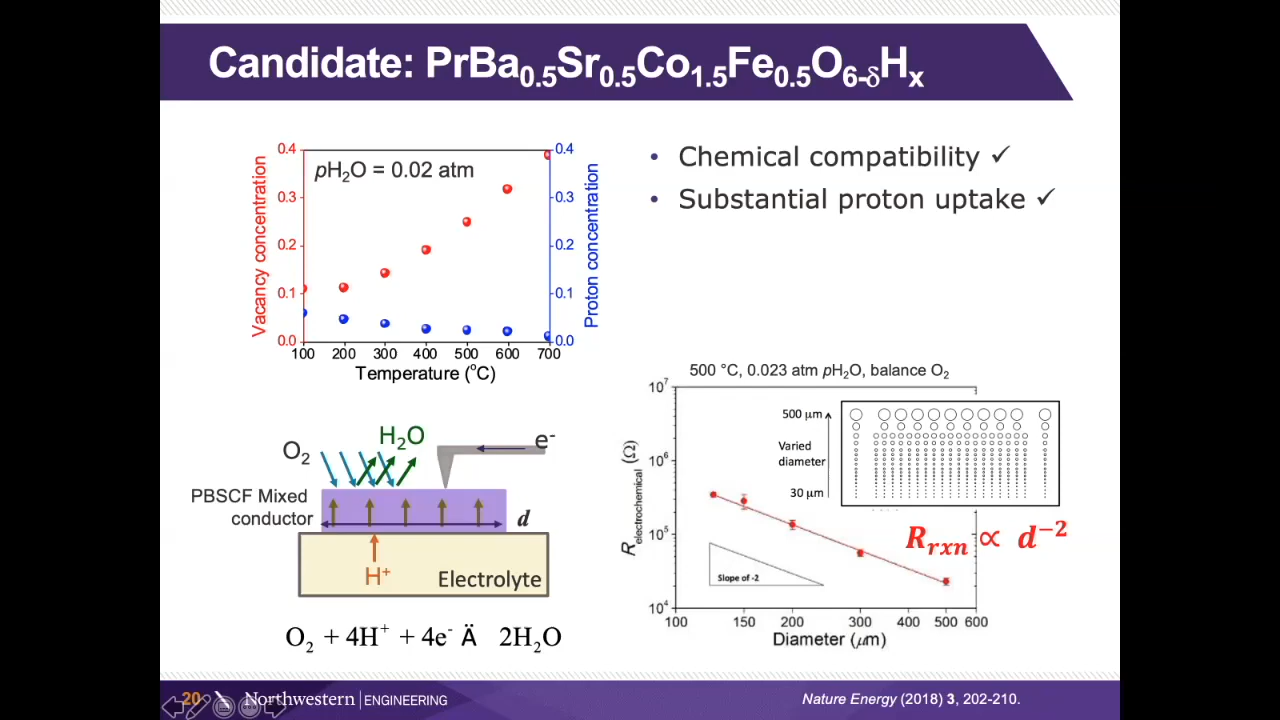 Candidate: PrBa0.5Sr0.5Co1.5Fe0.5O6-δHx
pH2O = 0.02 atm
Vacancy concentration
0.4
0.3
0.2
0.1
0.0
0.4
0.3
0.2
0.1
0.0
Proton concentration
100 200 300 400 500 600 700
Temperature (oC)
• Chemical compatibility ✓
• Substantial proton uptake ✓
O2
H2O
e-
PBSCF Mixed
conductor
d
H+
Electrolyte
O2 + 4H+ + 4e- Ä 2H2O
500 °C, 0.023 atm pH2O, balance O2
Relectrochemical (Ω)
10^7
10^6
10^5
10^4
500 μm
Varied
diameter
30 μm
Rrxn ∝ d−2
Slope of -2
100 150 200 300 400 500 600
Diameter (μm)
20
Northwestern | ENGINEERING
Nature Energy (2018) 3, 202-210.